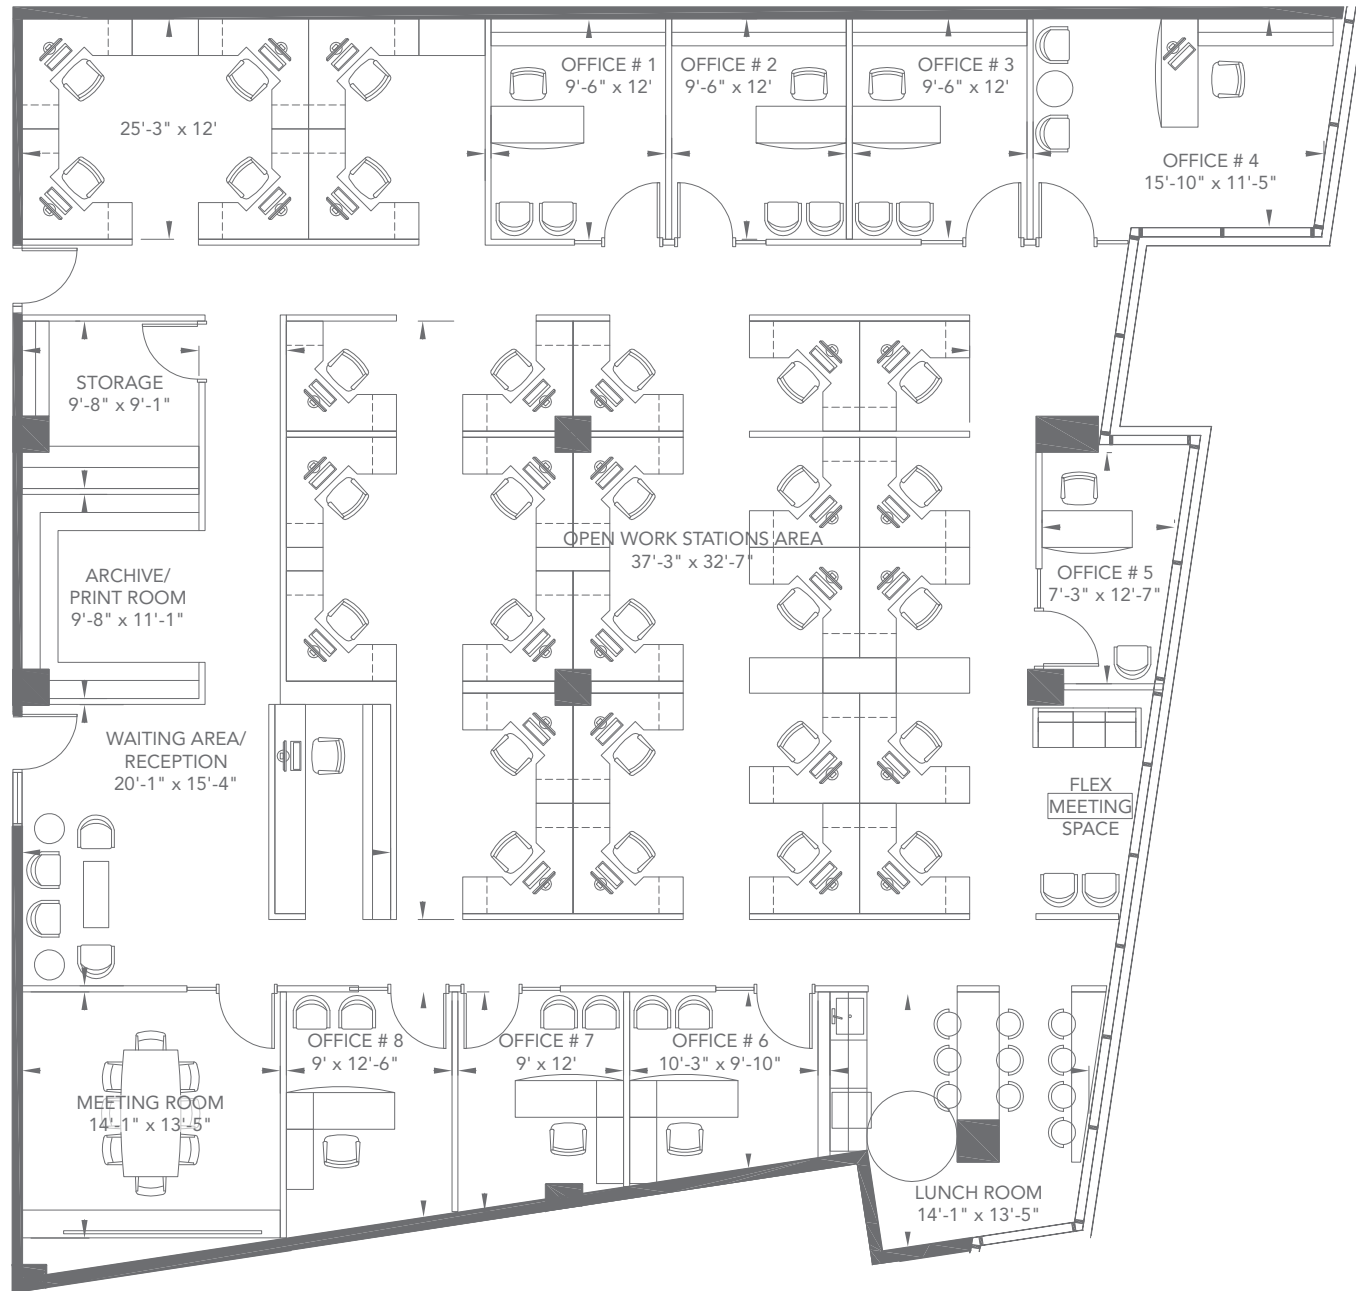 OFFICE # 1
9'-6" x 12'
OFFICE # 2
9'-6" x 12'
OFFICE # 3
9'-6" x 12'
25'-3" x 12'
OFFICE # 4
15'-10" x 11'-5"
STORAGE
9'-8" x 9'-1"
OPEN WORK STATIONS AREA
37'-3" x 32'-7"
ARCHIVE/
PRINT ROOM
9'-8" x 11'-1"
OFFICE # 5
7'-3" x 12'-7"
WAITING AREA/
RECEPTION
20'-1" x 15'-4"
FLEX
MEETING
SPACE
OFFICE # 8
9' x 12'-6"
OFFICE # 7
9' x 12'
OFFICE # 6
10'-3" x 9'-10"
MEETING ROOM
14'-1" x 13'-5"
LUNCH ROOM
14'-1" x 13'-5"